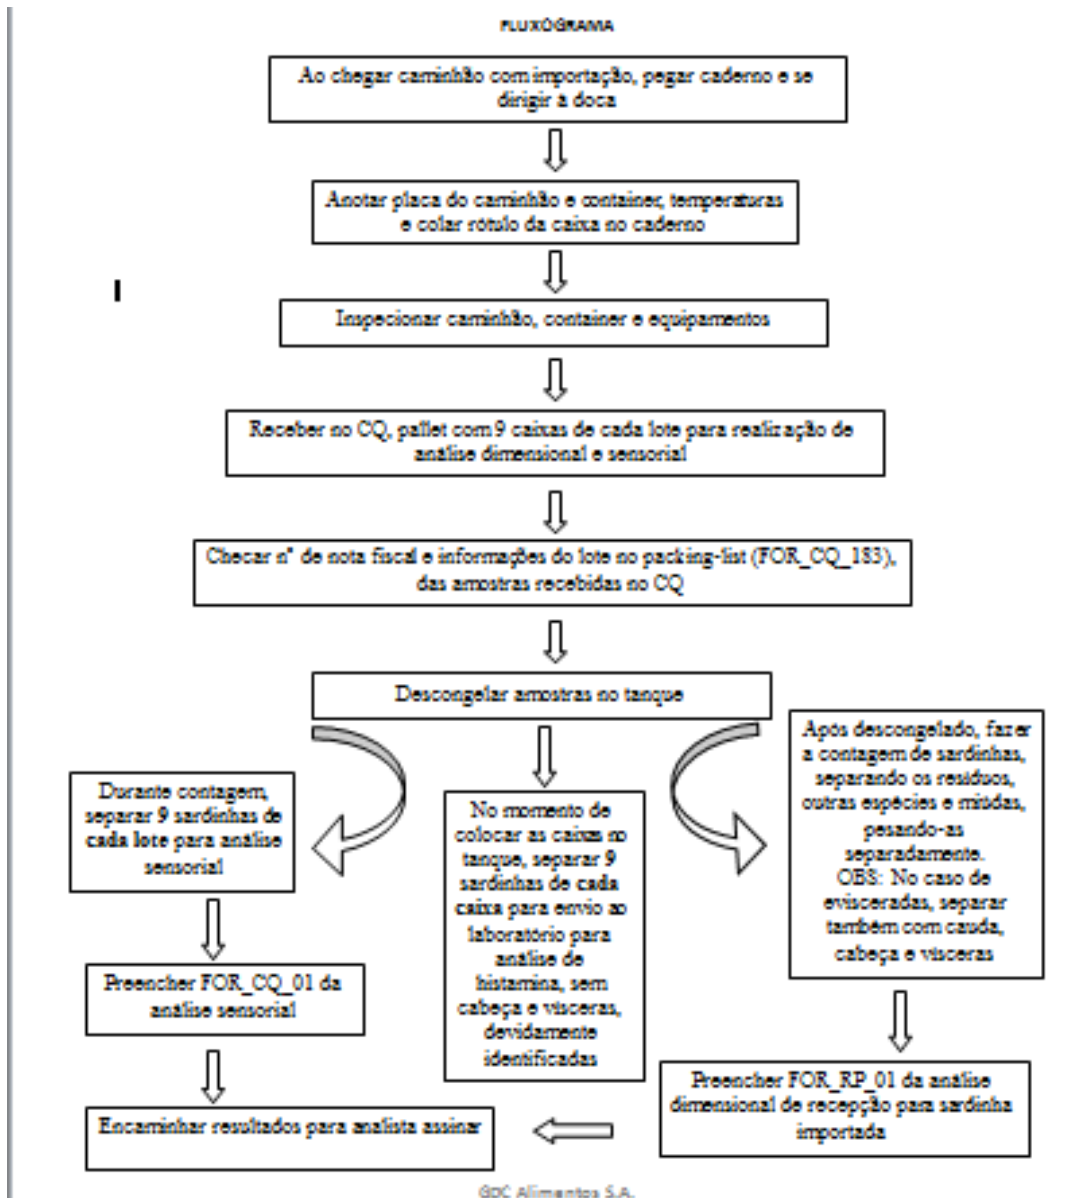 FLUXOGRAMA
Ao chegar caminhão com importação, pegar caderno e se
dirigir à doca
Anotar placa do caminhão e container, temperaturas
e colar rótulo da caixa no caderno
Inspecionar caminhão, container e equipamentos
Receber no CQ, pallet com 9 caixas de cada lote para realização de
análise dimensional e sensorial
Checar n° de nota fiscal e informações do lote no packing-list (FOR_CQ_183),
das amostras recebidas no CQ
Descongelar amostras no tanque
Durante contagem,
separar 9 sardinhas de
cada lote para análise
sensorial
Preencher FOR_CQ_01 da
análise sensorial
No momento de
colocar as caixas no
tanque, separar 9
sardinhas de cada
caixa para envio ao
laboratório para
análise de
histamina, sem
cabeça e vísceras,
devidamente
identificadas
Após descongelado, fazer
a contagem de sardinhas,
separando os resíduos,
outras espécies e miúdas,
pesando-as
separadamente.
OBS: No caso de
evisceradas, separar
também com cauda,
cabeça e vísceras
Preencher FOR_RP_01 da análise
dimensional de recepção para sardinha
importada
Encaminhar resultados para analista assinar
GDC Alimentos S.A.